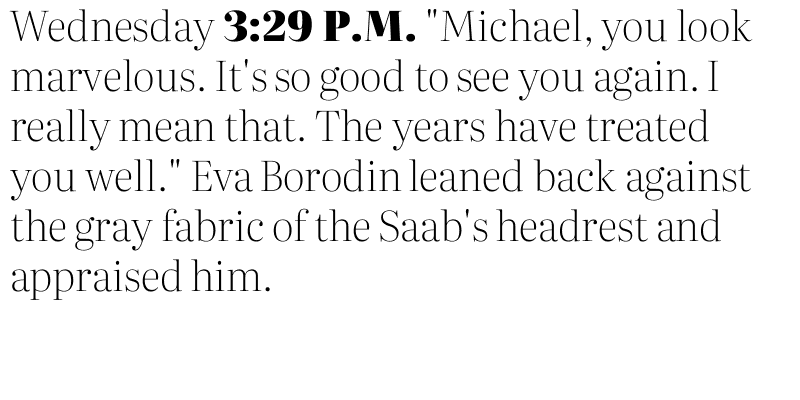 Wednesday 3:29 P.M. "Michael, you look
marvelous. It's so good to see you again. I
really mean that. The years have treated
you well." Eva Borodin leaned back against
the gray fabric of the Saab's headrest and
appraised him.